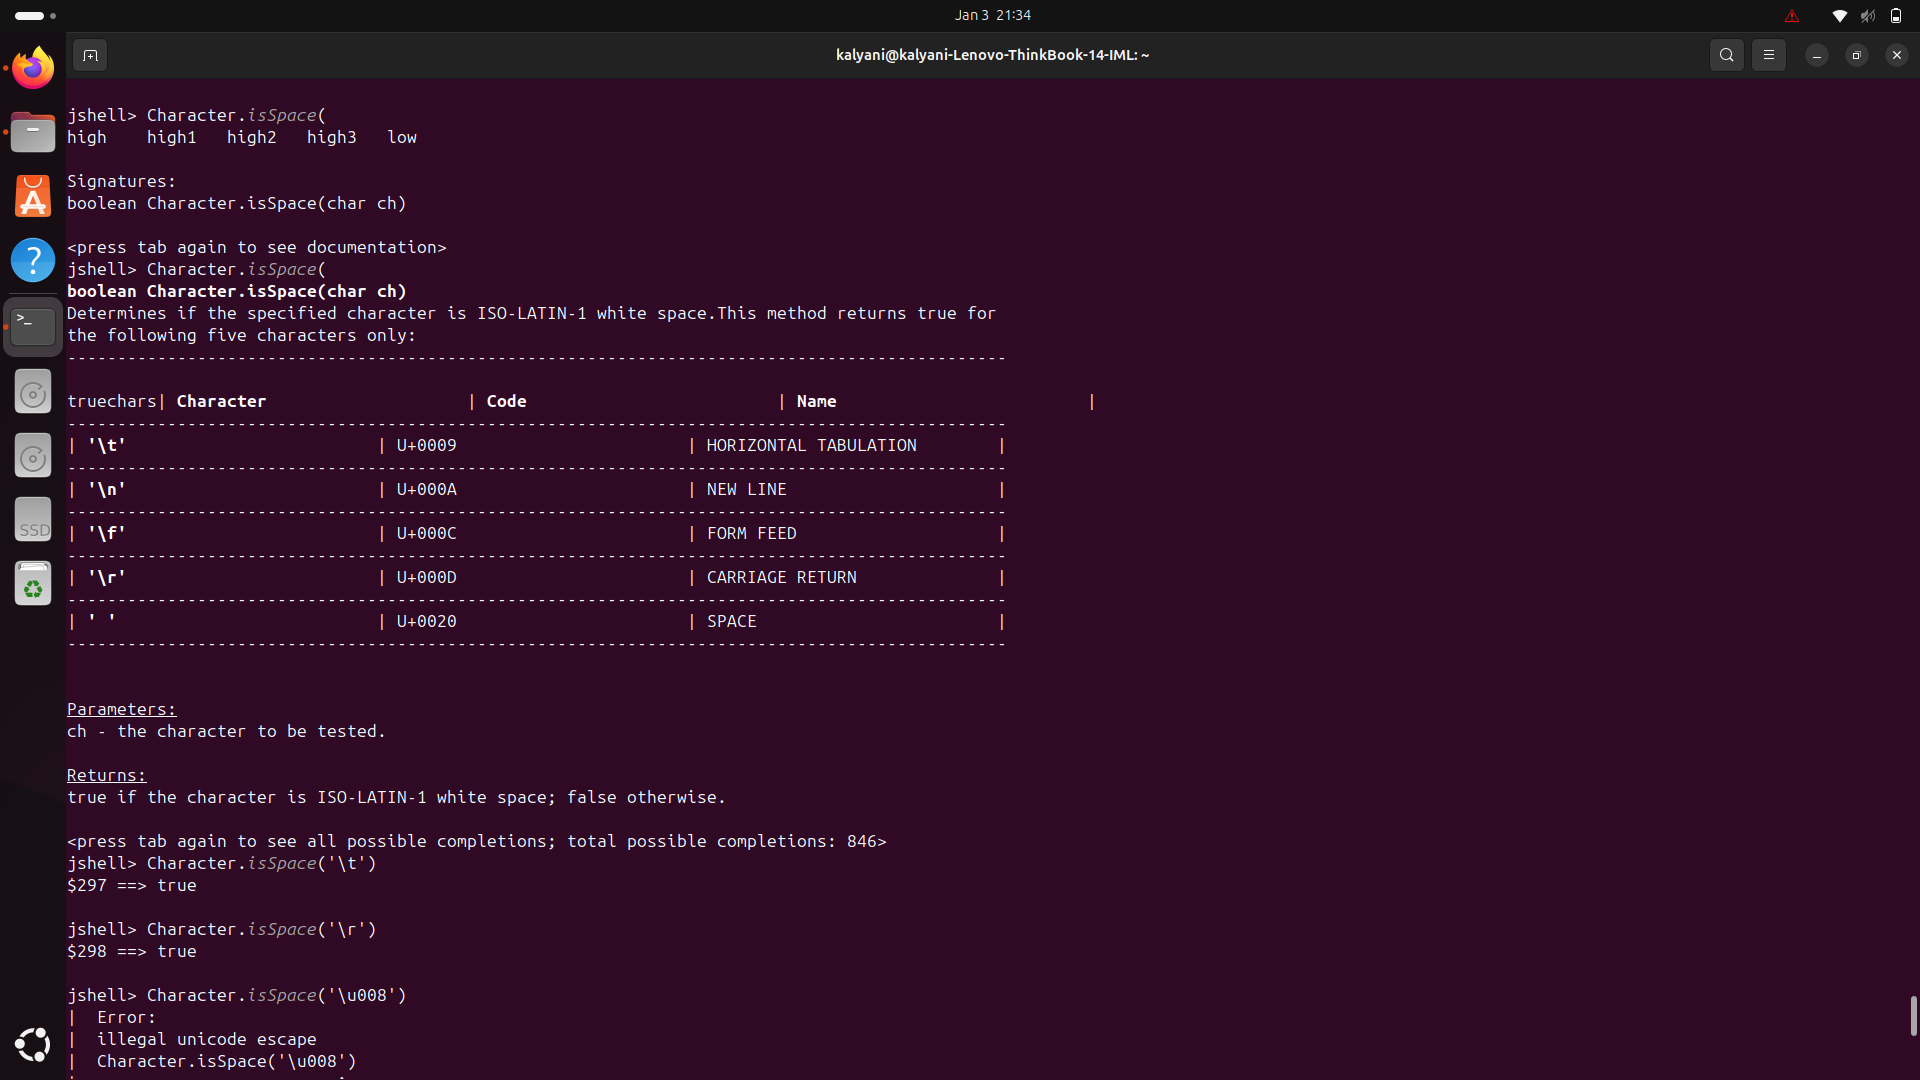 Jan 3 21:34
kalyani@kalyani-Lenovo-ThinkBook-14-IML: ~
jshell> Character.isSpace(
high    high1   high2   high3   low
Signatures:
boolean Character.isSpace(char ch)
<press tab again to see documentation>
jshell> Character.isSpace(
boolean Character.isSpace(char ch)
Determines if the specified character is ISO-LATIN-1 white space.This method returns true for
the following five characters only:
----------------------------------------------------------------------------------------------
truechars| Character                    | Code                         | Name                         |
----------------------------------------------------------------------------------------------
| '\t'                         | U+0009                       | HORIZONTAL TABULATION        |
----------------------------------------------------------------------------------------------
| '\n'                         | U+000A                       | NEW LINE                     |
----------------------------------------------------------------------------------------------
| '\f'                         | U+000C                       | FORM FEED                    |
----------------------------------------------------------------------------------------------
| '\r'                         | U+000D                       | CARRIAGE RETURN              |
----------------------------------------------------------------------------------------------
| ' '                          | U+0020                       | SPACE                        |
----------------------------------------------------------------------------------------------
Parameters:
ch - the character to be tested.
Returns:
true if the character is ISO-LATIN-1 white space; false otherwise.
<press tab again to see all possible completions; total possible completions: 846>
jshell> Character.isSpace('\t')
$297 ==> true
jshell> Character.isSpace('\r')
$298 ==> true
jshell> Character.isSpace('\u008')
|  Error:
|  illegal unicode escape
|  Character.isSpace('\u008')
SSD